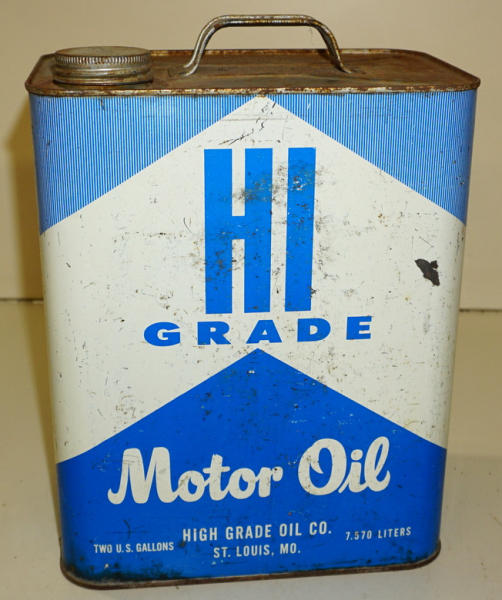 HI
GRADE
Motor Oil
TWO U.S. GALLONS
HIGH GRADE OIL CO.
ST. LOUIS, MO.
7.570 LITERS